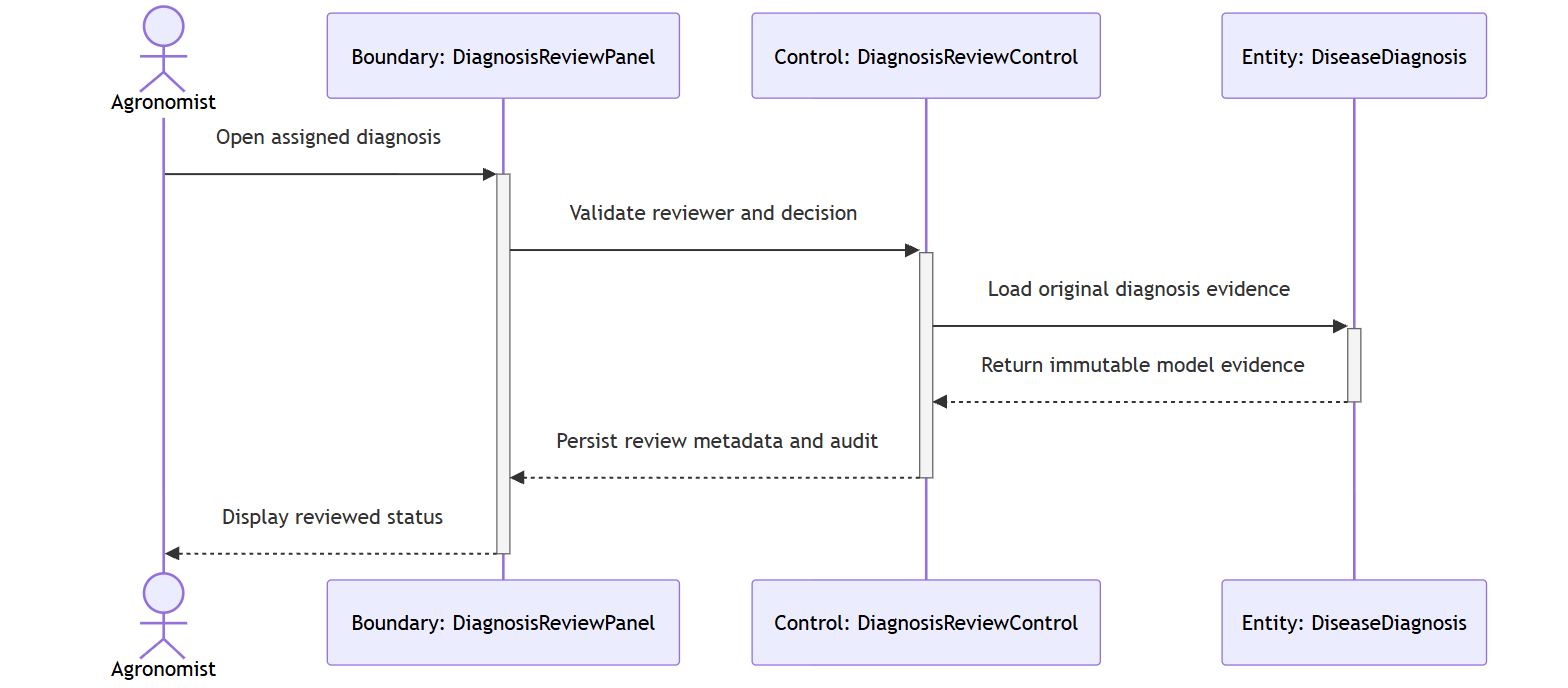 Agronomist
Boundary: DiagnosisReviewPanel
Control: DiagnosisReviewControl
Entity: DiseaseDiagnosis
Open assigned diagnosis
Validate reviewer and decision
Load original diagnosis evidence
Return immutable model evidence
Persist review metadata and audit
Display reviewed status
Agronomist
Boundary: DiagnosisReviewPanel
Control: DiagnosisReviewControl
Entity: DiseaseDiagnosis